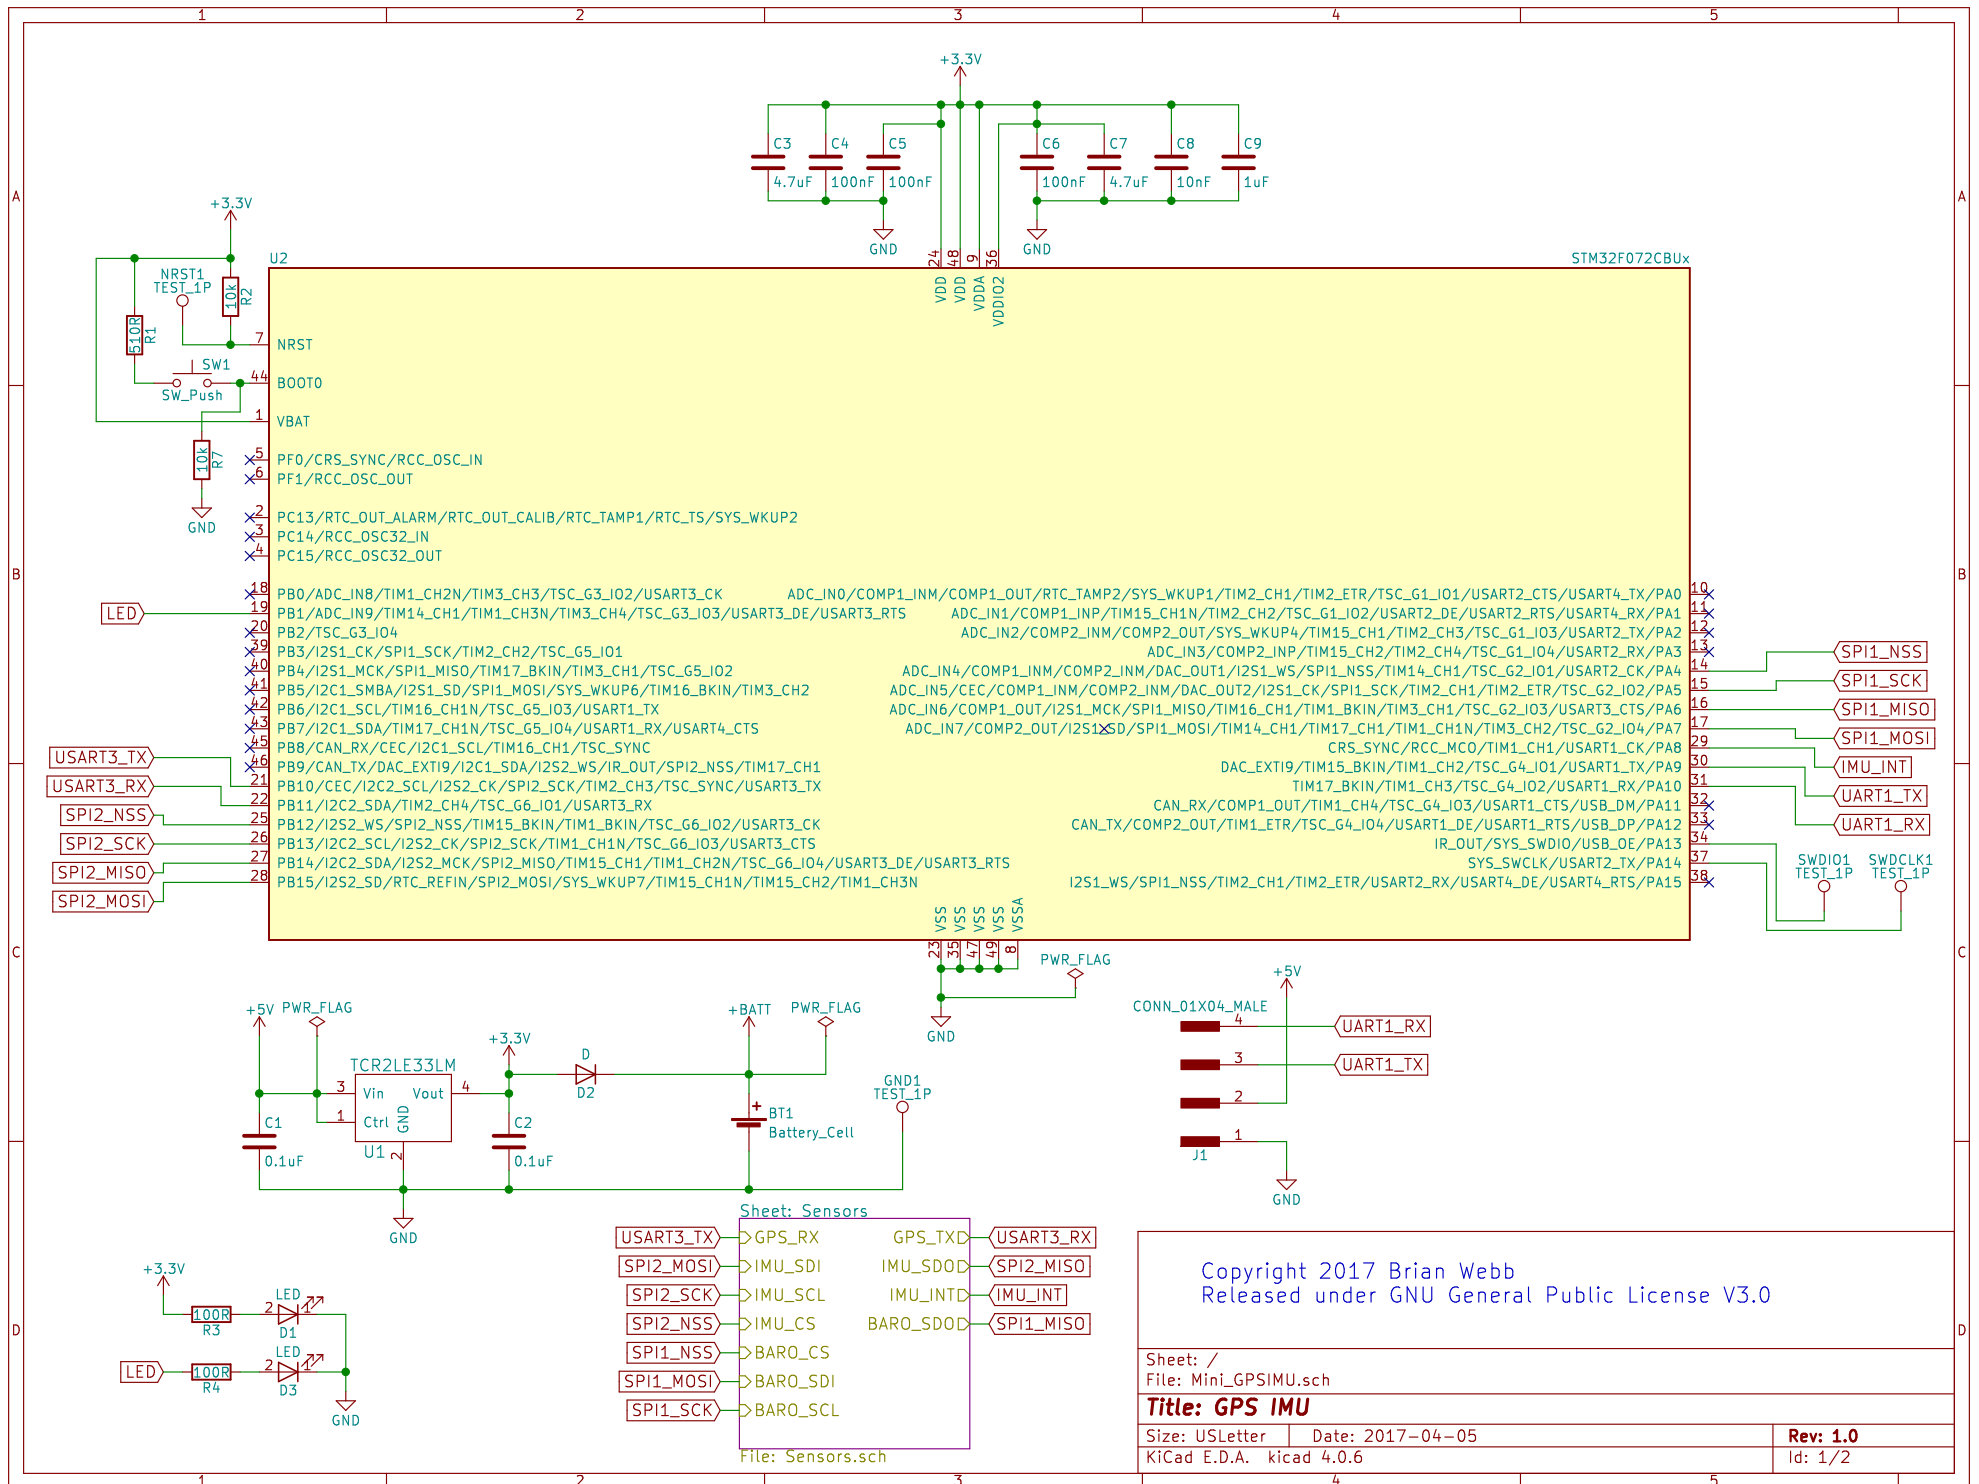 1 2 3 4 5
A A
B B
C C
D D
1 2 3 4 5
+3.3V
C3 4.7uF
C4 100nF
C5 100nF
C6 100nF
C7 4.7uF
C8 10nF
C9 1uF
GND GND
+3.3V
NRST1
TEST_1P
10k R2
510R R1
SW1
SW_Push
10k R7
GND
U2
STM32F072CBUx
24 VDD
48 VDD
9 VDDA
36 VDDIO2
7 NRST
44 BOOT0
1 VBAT
5 PF0/CRS_SYNC/RCC_OSC_IN
6 PF1/RCC_OSC_OUT
2 PC13/RTC_OUT_ALARM/RTC_OUT_CALIB/RTC_TAMP1/RTC_TS/SYS_WKUP2
3 PC14/RCC_OSC32_IN
4 PC15/RCC_OSC32_OUT
18 PB0/ADC_IN8/TIM1_CH2N/TIM3_CH3/TSC_G3_IO2/USART3_CK
LED 19 PB1/ADC_IN9/TIM14_CH1/TIM1_CH3N/TIM3_CH4/TSC_G3_IO3/USART3_DE/USART3_RTS
20 PB2/TSC_G3_IO4
39 PB3/I2S1_CK/SPI1_SCK/TIM2_CH2/TSC_G5_IO1
40 PB4/I2S1_MCK/SPI1_MISO/TIM17_BKIN/TIM3_CH1/TSC_G5_IO2
41 PB5/I2C1_SMBA/I2S1_SD/SPI1_MOSI/SYS_WKUP6/TIM16_BKIN/TIM3_CH2
42 PB6/I2C1_SCL/TIM16_CH1N/TSC_G5_IO3/USART1_TX
43 PB7/I2C1_SDA/TIM17_CH1N/TSC_G5_IO4/USART1_RX/USART4_CTS
45 PB8/CAN_RX/CEC/I2C1_SCL/TIM16_CH1/TSC_SYNC
46 PB9/CAN_TX/DAC_EXTI9/I2C1_SDA/I2S2_WS/IR_OUT/SPI2_NSS/TIM17_CH1
USART3_TX 21 PB10/CEC/I2C2_SCL/I2S2_CK/SPI2_SCK/TIM2_CH3/TSC_SYNC/USART3_TX
USART3_RX 22 PB11/I2C2_SDA/TIM2_CH4/TSC_G6_IO1/USART3_RX
SPI2_NSS 25 PB12/I2S2_WS/SPI2_NSS/TIM15_BKIN/TIM1_BKIN/TSC_G6_IO2/USART3_CK
SPI2_SCK 26 PB13/I2C2_SCL/I2S2_CK/SPI2_SCK/TIM1_CH1N/TSC_G6_IO3/USART3_CTS
SPI2_MISO 27 PB14/I2C2_SDA/I2S2_MCK/SPI2_MISO/TIM15_CH1/TIM1_CH2N/TSC_G6_IO4/USART3_DE/USART3_RTS
SPI2_MOSI 28 PB15/I2S2_SD/RTC_REFIN/SPI2_MOSI/SYS_WKUP7/TIM15_CH1N/TIM15_CH2/TIM1_CH3N
ADC_IN0/COMP1_INM/COMP1_OUT/RTC_TAMP2/SYS_WKUP1/TIM2_CH1/TIM2_ETR/TSC_G1_IO1/USART2_CTS/USART4_TX/PA0 10
ADC_IN1/COMP1_INP/TIM15_CH1N/TIM2_CH2/TSC_G1_IO2/USART2_DE/USART2_RTS/USART4_RX/PA1 11
ADC_IN2/COMP2_INM/COMP2_OUT/SYS_WKUP4/TIM15_CH1/TIM2_CH3/TSC_G1_IO3/USART2_TX/PA2 12
ADC_IN3/COMP2_INP/TIM15_CH2/TIM2_CH4/TSC_G1_IO4/USART2_RX/PA3 13
ADC_IN4/COMP1_INM/COMP2_INM/DAC_OUT1/I2S1_WS/SPI1_NSS/TIM14_CH1/TSC_G2_IO1/USART2_CK/PA4 14 SPI1_NSS
ADC_IN5/CEC/COMP1_INM/COMP2_INM/DAC_OUT2/I2S1_CK/SPI1_SCK/TIM2_CH1/TIM2_ETR/TSC_G2_IO2/PA5 15 SPI1_SCK
ADC_IN6/COMP1_OUT/I2S1_MCK/SPI1_MISO/TIM16_CH1/TIM1_BKIN/TIM3_CH1/TSC_G2_IO3/USART3_CTS/PA6 16 SPI1_MISO
ADC_IN7/COMP2_OUT/I2S1_SD/SPI1_MOSI/TIM14_CH1/TIM17_CH1/TIM1_CH1N/TIM3_CH2/TSC_G2_IO4/PA7 17 SPI1_MOSI
CRS_SYNC/RCC_MCO/TIM1_CH1/USART1_CK/PA8 29 IMU_INT
DAC_EXTI9/TIM15_BKIN/TIM1_CH2/TSC_G4_IO1/USART1_TX/PA9 30 UART1_TX
TIM17_BKIN/TIM1_CH3/TSC_G4_IO2/USART1_RX/PA10 31 UART1_RX
CAN_RX/COMP1_OUT/TIM1_CH4/TSC_G4_IO3/USART1_CTS/USB_DM/PA11 32
CAN_TX/COMP2_OUT/TIM1_ETR/TSC_G4_IO4/USART1_DE/USART1_RTS/USB_DP/PA12 33
IR_OUT/SYS_SWDIO/USB_OE/PA13 34
SYS_SWCLK/USART2_TX/PA14 37
I2S1_WS/SPI1_NSS/TIM2_CH1/TIM2_ETR/USART2_RX/USART4_DE/USART4_RTS/PA15 38
SWDIO1
TEST_1P
SWDCLK1
TEST_1P
23 VSS
35 VSS
47 VSS
49 VSS
8 VSSA
PWR_FLAG
GND
+5V PWR_FLAG
TCR2LE33LM
3 Vin Vout 4
1 Ctrl GND 2
U1
C1 0.1uF
+3.3V
C2 0.1uF
D
D2
+BATT PWR_FLAG
+
BT1
Battery_Cell
GND1
TEST_1P
GND
+5V
CONN_01X04_MALE
4 UART1_RX
3 UART1_TX
2
1
J1
GND
+3.3V
100R R3
2 LED 1 D1
LED 100R R4
2 LED 1 D3
GND
Sheet: Sensors
USART3_TX GPS_RX GPS_TX USART3_RX
SPI2_MOSI IMU_SDI IMU_SDO SPI2_MISO
SPI2_SCK IMU_SCL IMU_INT IMU_INT
SPI2_NSS IMU_CS BARO_SDO SPI1_MISO
SPI1_NSS BARO_CS
SPI1_MOSI BARO_SDI
SPI1_SCK BARO_SCL
File: Sensors.sch
Copyright 2017 Brian Webb
Released under GNU General Public License V3.0
Sheet: /
File: Mini_GPSIMU.sch
Title: GPS IMU
Size: USLetter Date: 2017-04-05 Rev: 1.0
KiCad E.D.A. kicad 4.0.6 Id: 1/2